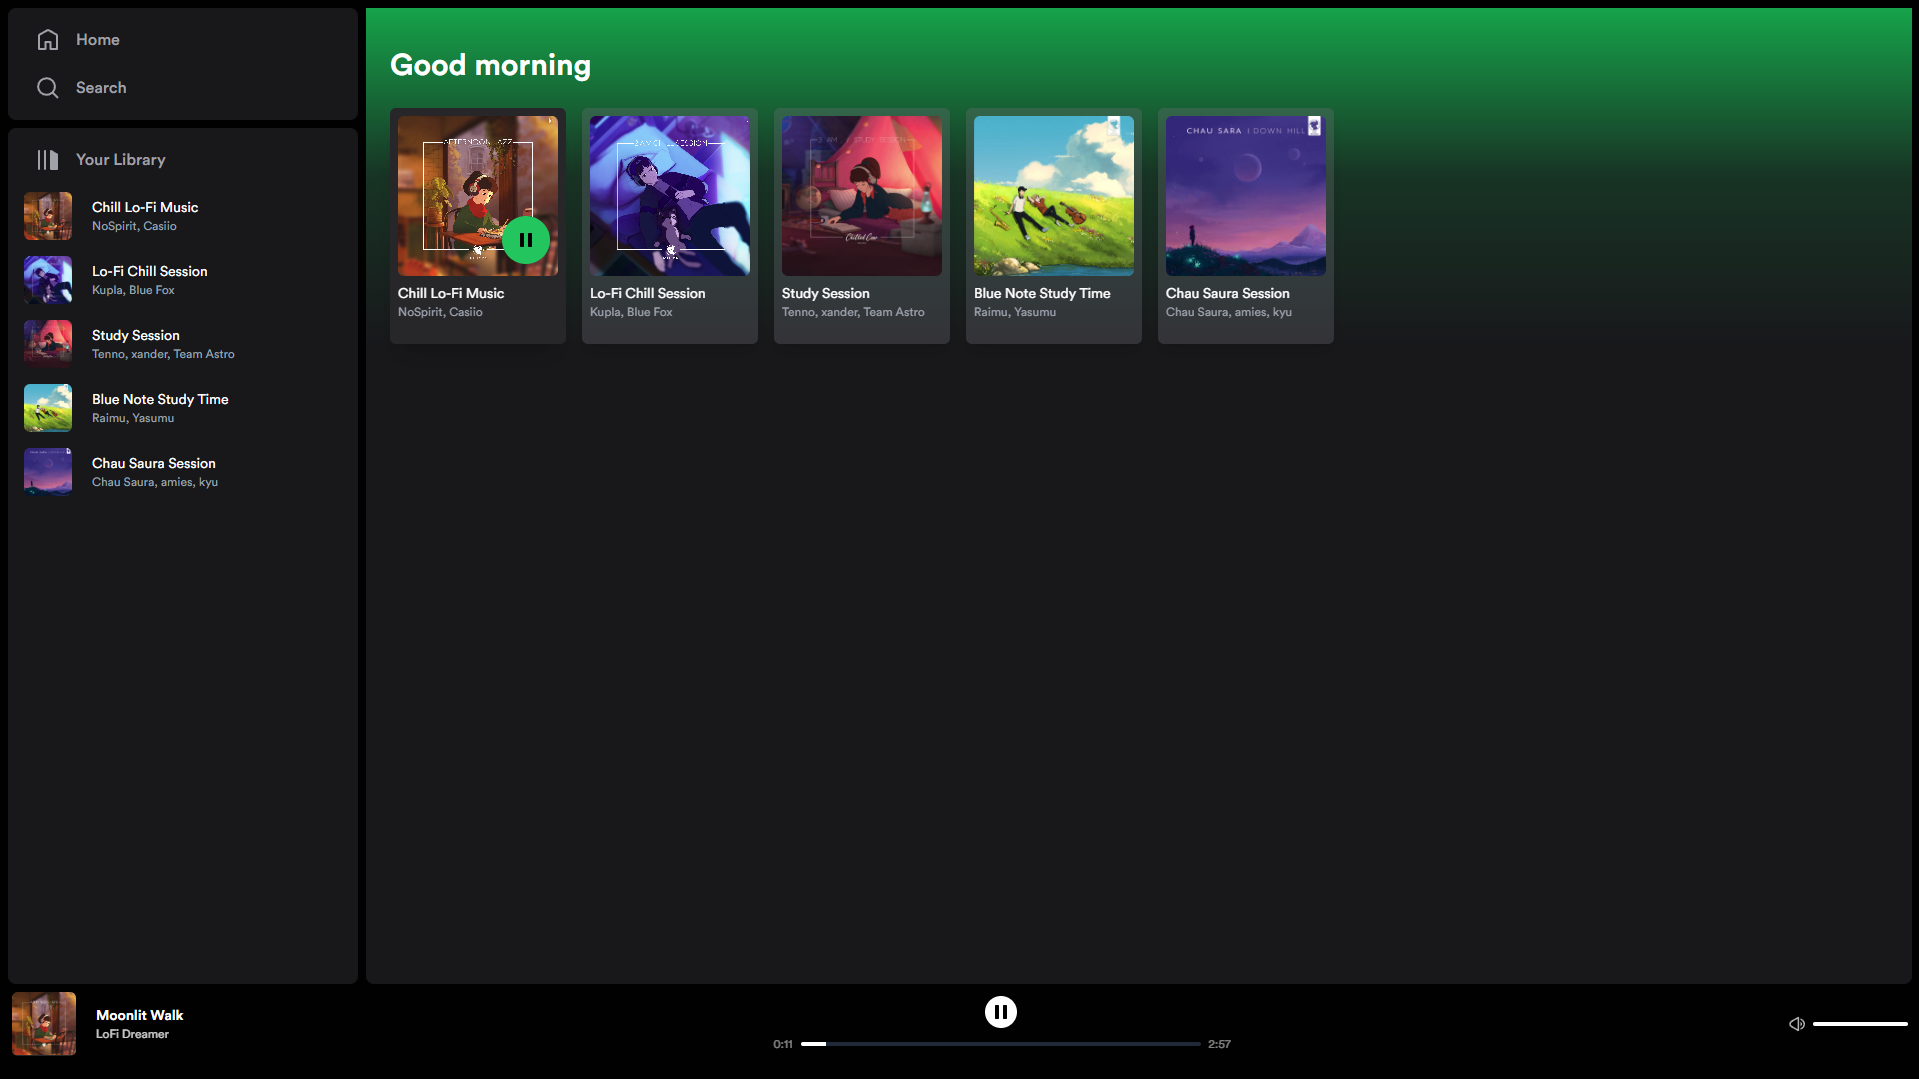 Home
Search
Your Library
Chill Lo-Fi Music
NoSpirit, Casiio
Lo-Fi Chill Session
Kupla, Blue Fox
Study Session
Tenno, xander, Team Astro
Blue Note Study Time
Raimu, Yasumu
Chau Saura Session
Chau Saura, amies, kyu
Good morning
CHAU SARA I DOWN HILL
Chilled Cow
Chill Lo-Fi Music
NoSpirit, Casiio
Lo-Fi Chill Session
Kupla, Blue Fox
Study Session
Tenno, xander, Team Astro
Blue Note Study Time
Raimu, Yasumu
Chau Saura Session
Chau Saura, amies, kyu
Moonlit Walk
LoFi Dreamer
0:11
2:57